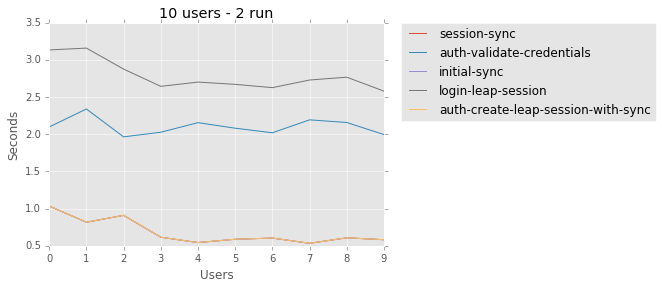 10 users - 2 run
3.5
3.0
2.5
2.0
1.5
1.0
0.5
Seconds
0 1 2 3 4 5 6 7 8 9
Users
session-sync
auth-validate-credentials
initial-sync
login-leap-session
auth-create-leap-session-with-sync